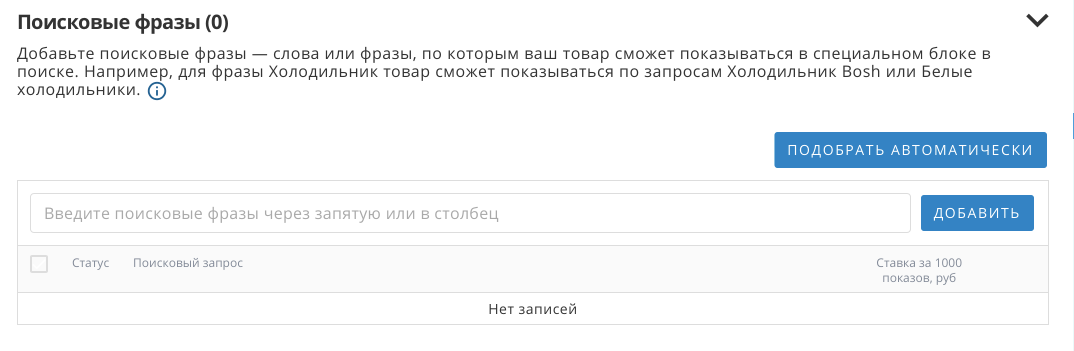 Поисковые фразы (0)
Добавьте поисковые фразы — слова или фразы, по которым ваш товар сможет показываться в специальном блоке в
поиске. Например, для фразы Холодильник товар сможет показываться по запросам Холодильник Bosh или Белые
холодильники.
ПОДОБРАТЬ АВТОМАТИЧЕСКИ
Введите поисковые фразы через запятую или в столбец
ДОБАВИТЬ
Статус Поисковый запрос Ставка за 1000
показов, руб
Нет записей